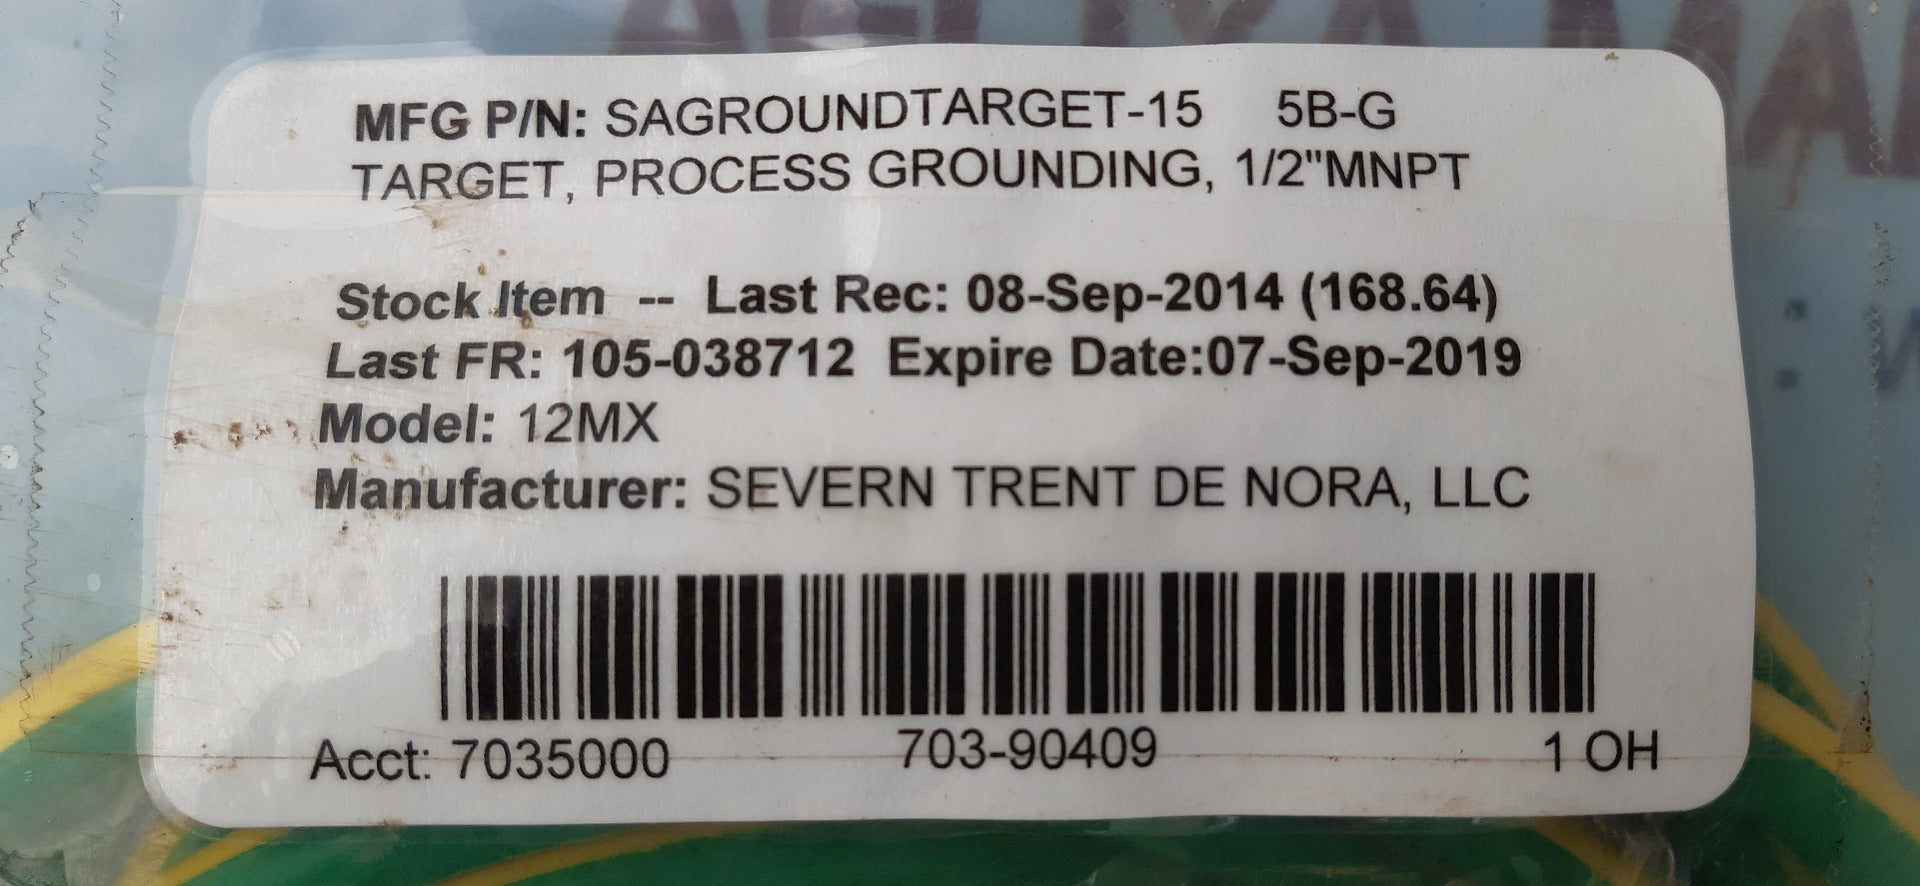 MFG P/N: SAGROUNDTARGET-15 5B-G
TARGET, PROCESS GROUNDING, 1/2"MNPT
Stock Item -- Last Rec: 08-Sep-2014 (168.64)
Last FR: 105-038712 Expire Date:07-Sep-2019
Model: 12MX
Manufacturer: SEVERN TRENT DE NORA, LLC
Acct: 7035000 703-90409 1 OH